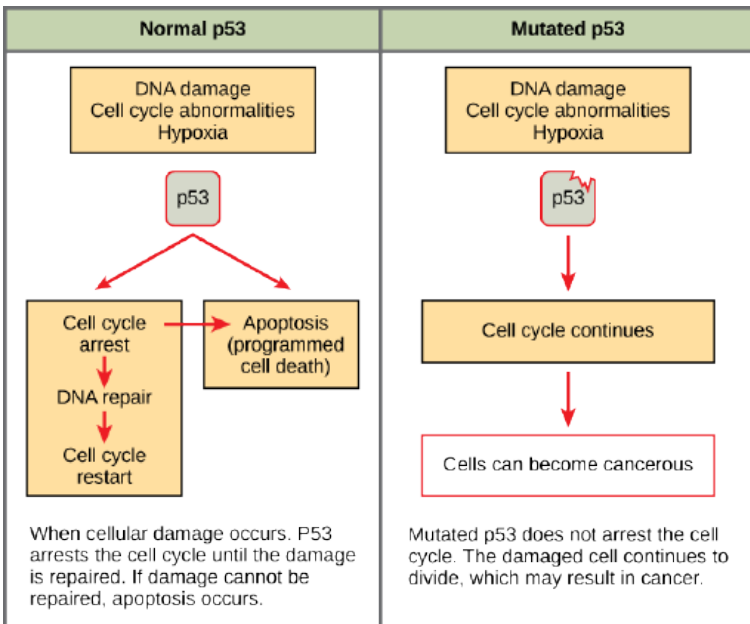 Normal p53
DNA damage
Cell cycle abnormalities
Hypoxia
p53
Cell cycle
arrest
DNA repair
Cell cycle
restart
Apoptosis
(programmed
cell death)
When cellular damage occurs. P53
arrests the cell cycle until the damage
is repaired. If damage cannot be
repaired, apoptosis occurs.
Mutated p53
DNA damage
Cell cycle abnormalities
Hypoxia
p53
Cell cycle continues
Cells can become cancerous
Mutated p53 does not arrest the cell
cycle. The damaged cell continues to
divide, which may result in cancer.